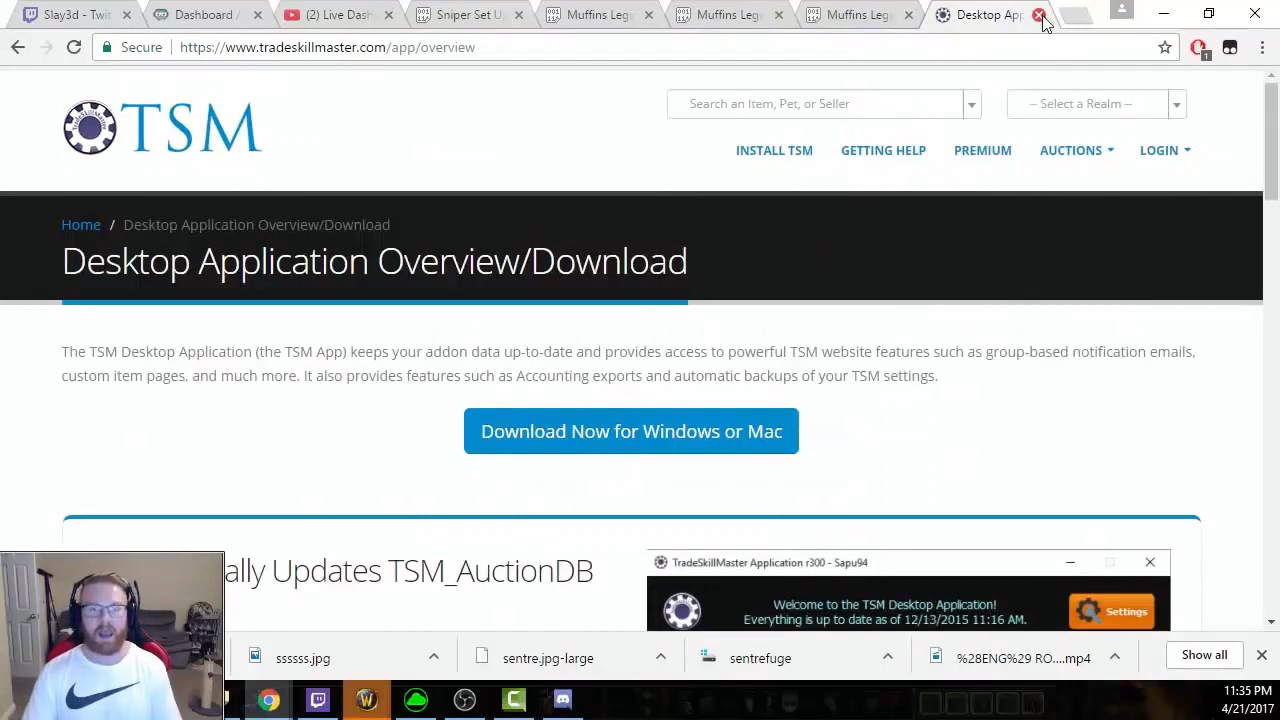 Slay3d - Twit
Dashboard
(2) Live Dash
Sniper Set Up
Muffins Leg
Muffins Leg
Muffins Leg
Desktop App
Secure
https://www.tradeskillmaster.com/app/overview
1
TSM
Search an Item, Pet, or Seller
-- Select a Realm --
INSTALL TSM
GETTING HELP
PREMIUM
AUCTIONS
LOGIN
Home / Desktop Application Overview/Download
Desktop Application Overview/Download
The TSM Desktop Application (the TSM App) keeps your addon data up-to-date and provides access to powerful TSM website features such as group-based notification emails,
custom item pages, and much more. It also provides features such as Accounting exports and automatic backups of your TSM settings.
Download Now for Windows or Mac
ally Updates TSM_AuctionDB
TradeSkillMaster Application r300 - Sapu94
Welcome to the TSM Desktop Application!
Everything is up to date as of 12/13/2015 11:16 AM.
Settings
ssssss.jpg
sentre.jpg-large
sentrefuge
%28ENG%29 RO....mp4
Show all
11:35 PM
4/21/2017